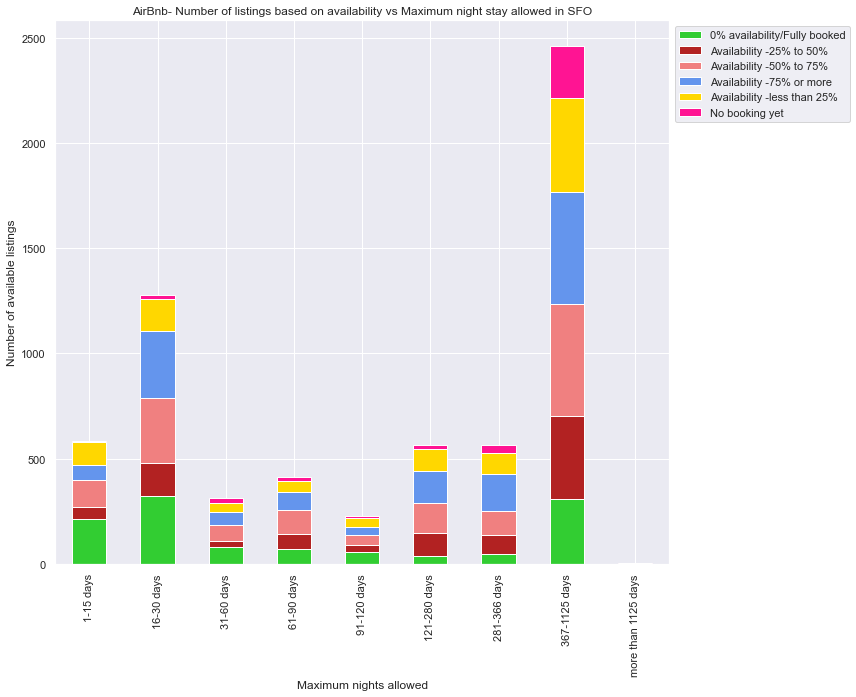 AirBnb- Number of listings based on availability vs Maximum night stay allowed in SFO
0% availability/Fully booked
Availability -25% to 50%
Availability -50% to 75%
Availability -75% or more
Availability -less than 25%
No booking yet
Number of available listings
2500
2000
1500
1000
500
0
1-15 days
16-30 days
31-60 days
61-90 days
91-120 days
121-280 days
281-366 days
367-1125 days
more than 1125 days
Maximum nights allowed